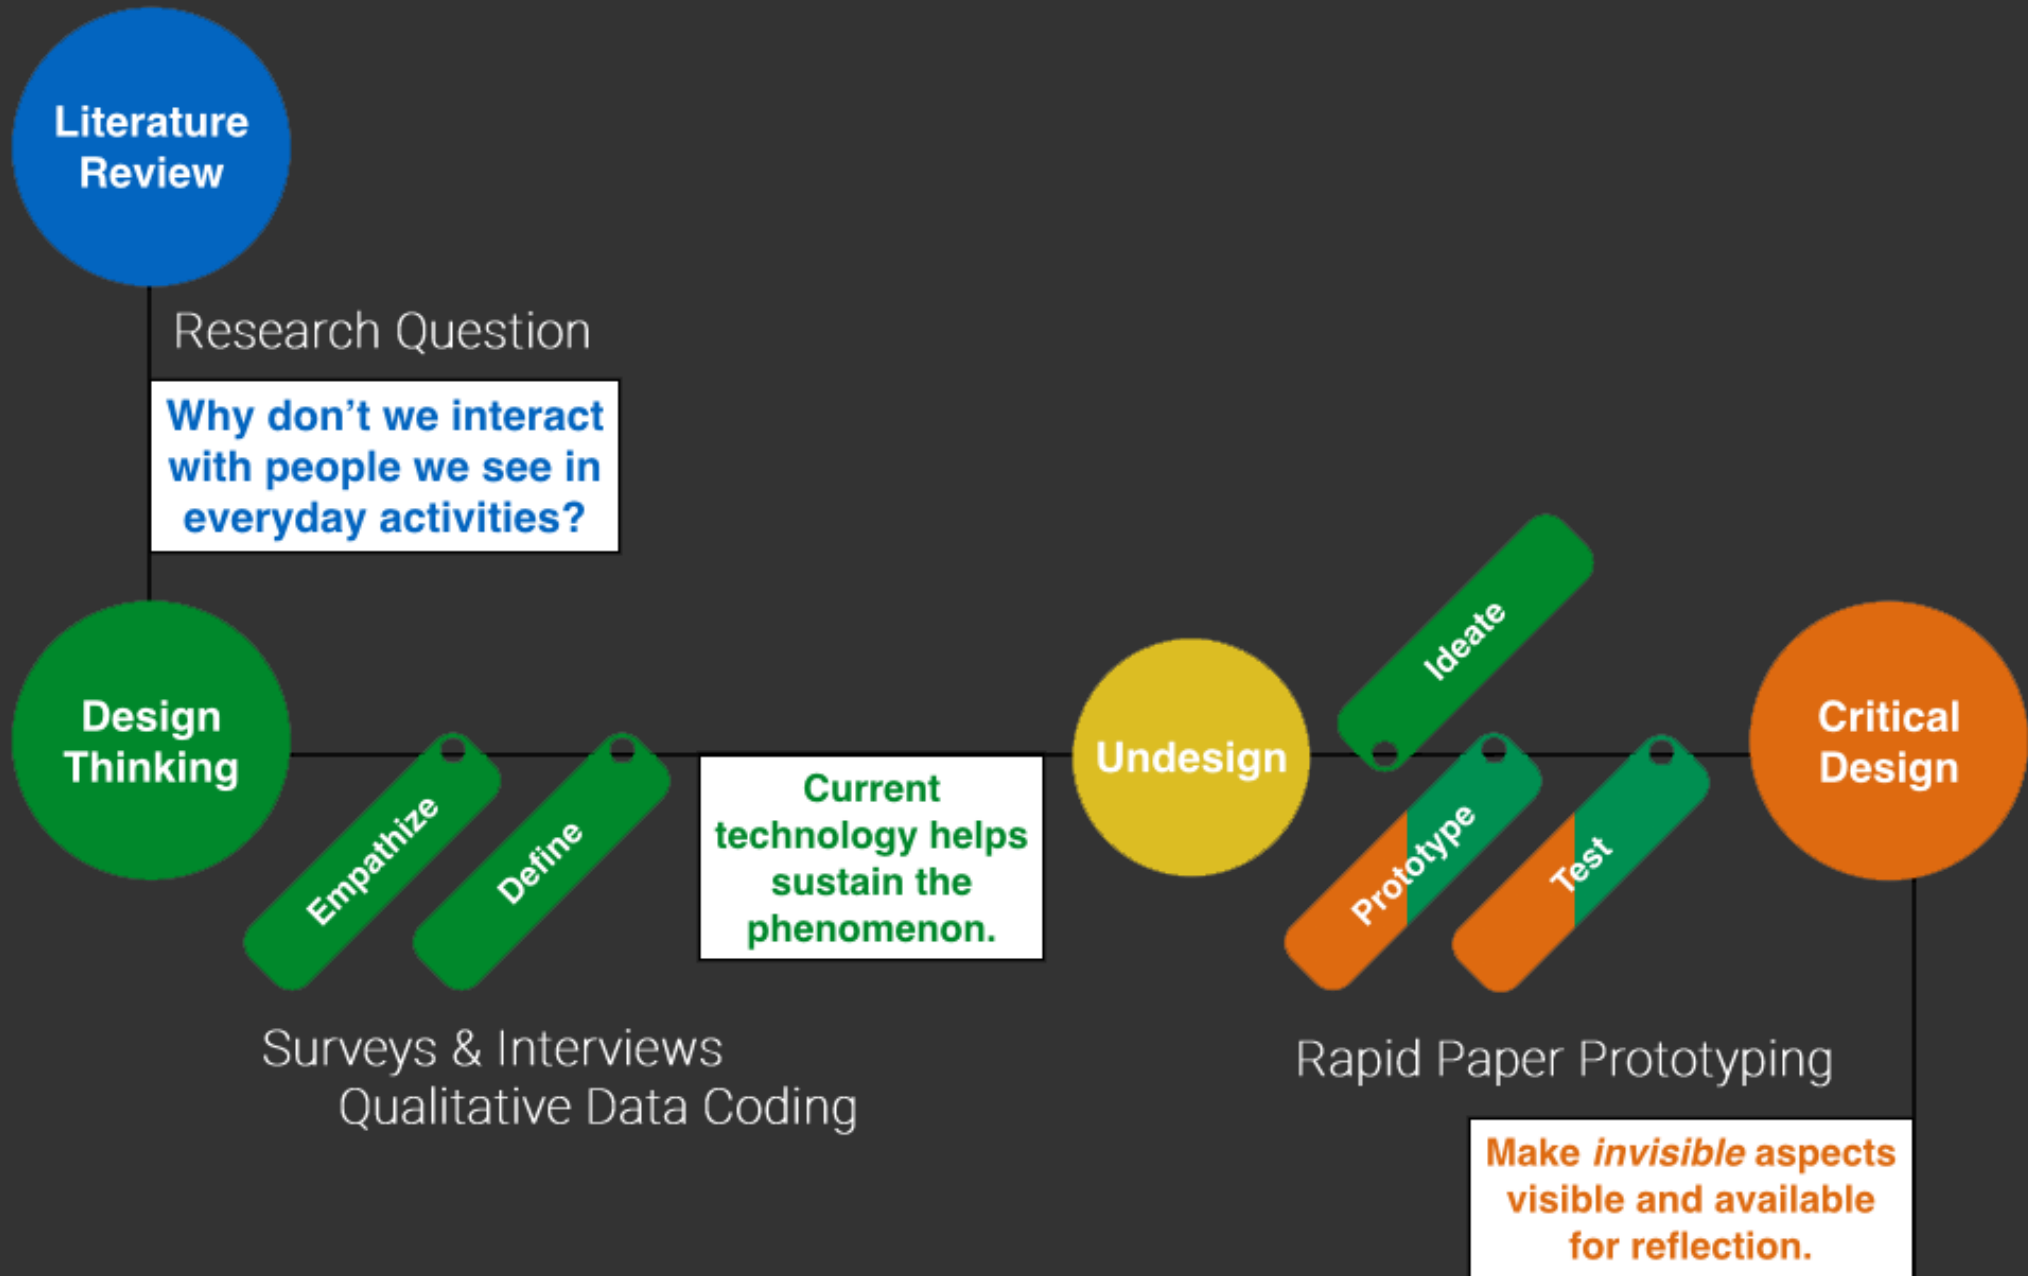 Literature
Review
Research Question
Why don’t we interact
with people we see in
everyday activities?
Design
Thinking
Empathize
Define
Current
technology helps
sustain the
phenomenon.
Surveys & Interviews
Qualitative Data Coding
Undesign
Ideate
Prototype
Test
Rapid Paper Prototyping
Critical
Design
Make invisible aspects
visible and available
for reflection.